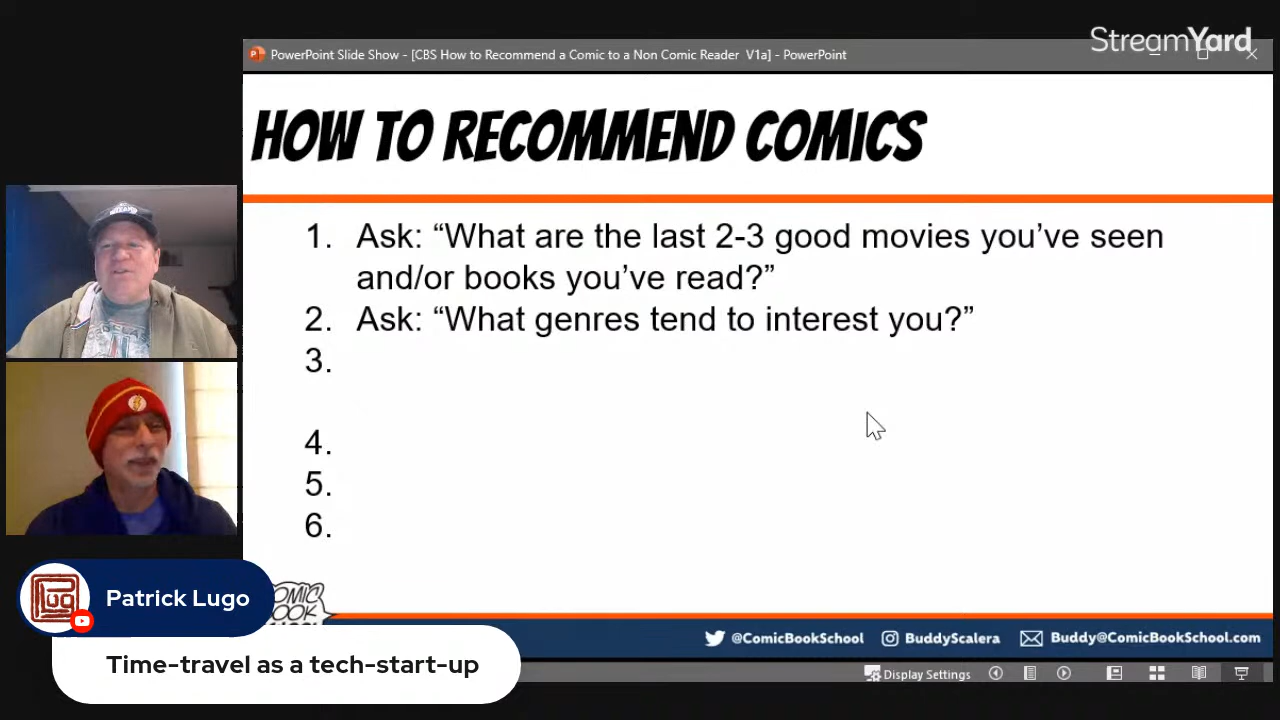 StreamYard
PowerPoint Slide Show - [CBS How to Recommend a Comic to a Non Comic Reader V1a] - PowerPoint
HOW TO RECOMMEND COMICS
1. Ask: “What are the last 2-3 good movies you’ve seen
and/or books you’ve read?”
2. Ask: “What genres tend to interest you?”
3.
4.
5.
6.
Patrick Lugo
Time-travel as a tech-start-up
@ComicBookSchool
BuddyScalera
Buddy@ComicBookSchool.com
Display Settings